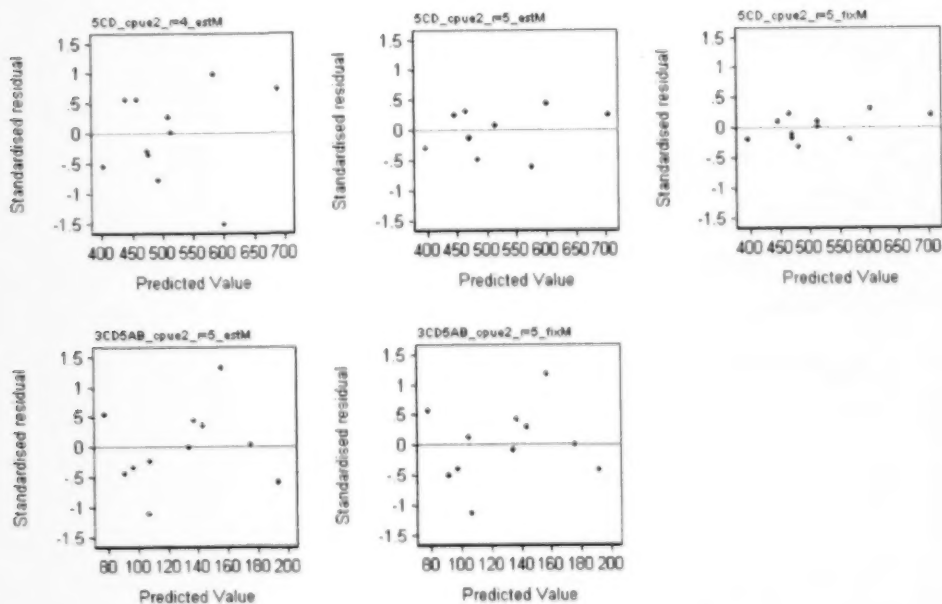 5CD_cpue2_r=4_estM
Standardised residual
1.5
1
.5
0
-.5
-1
-1.5
400 450 500 550 600 650 700
Predicted Value
5CD_cpue2_r=5_estM
Standardised residual
1.5
1
.5
0
-.5
-1
-1.5
400 450 500 550 600 650 700
Predicted Value
5CD_cpue2_r=5_fixM
Standardised residual
1.5
1
.5
0
-.5
-1
-1.5
400 450 500 550 600 650 700
Predicted Value
3CD5AB_cpue2_r=5_estM
Standardised residual
1.5
1
.5
0
-.5
-1
-1.5
80 100 120 140 160 180 200
Predicted Value
3CD5AB_cpue2_r=5_fixM
Standardised residual
1.5
1
.5
0
-.5
-1
-1.5
80 100 120 140 160 180 200
Predicted Value